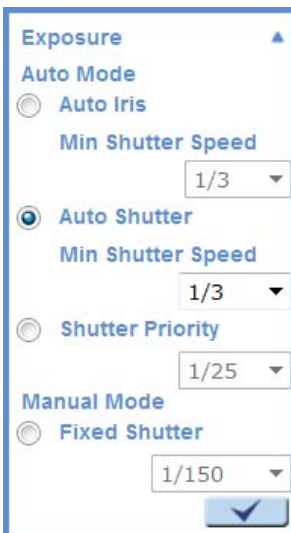 Exposure
Auto Mode
Auto Iris
Min Shutter Speed
1/3
Auto Shutter
Min Shutter Speed
1/3
Shutter Priority
1/25
Manual Mode
Fixed Shutter
1/150